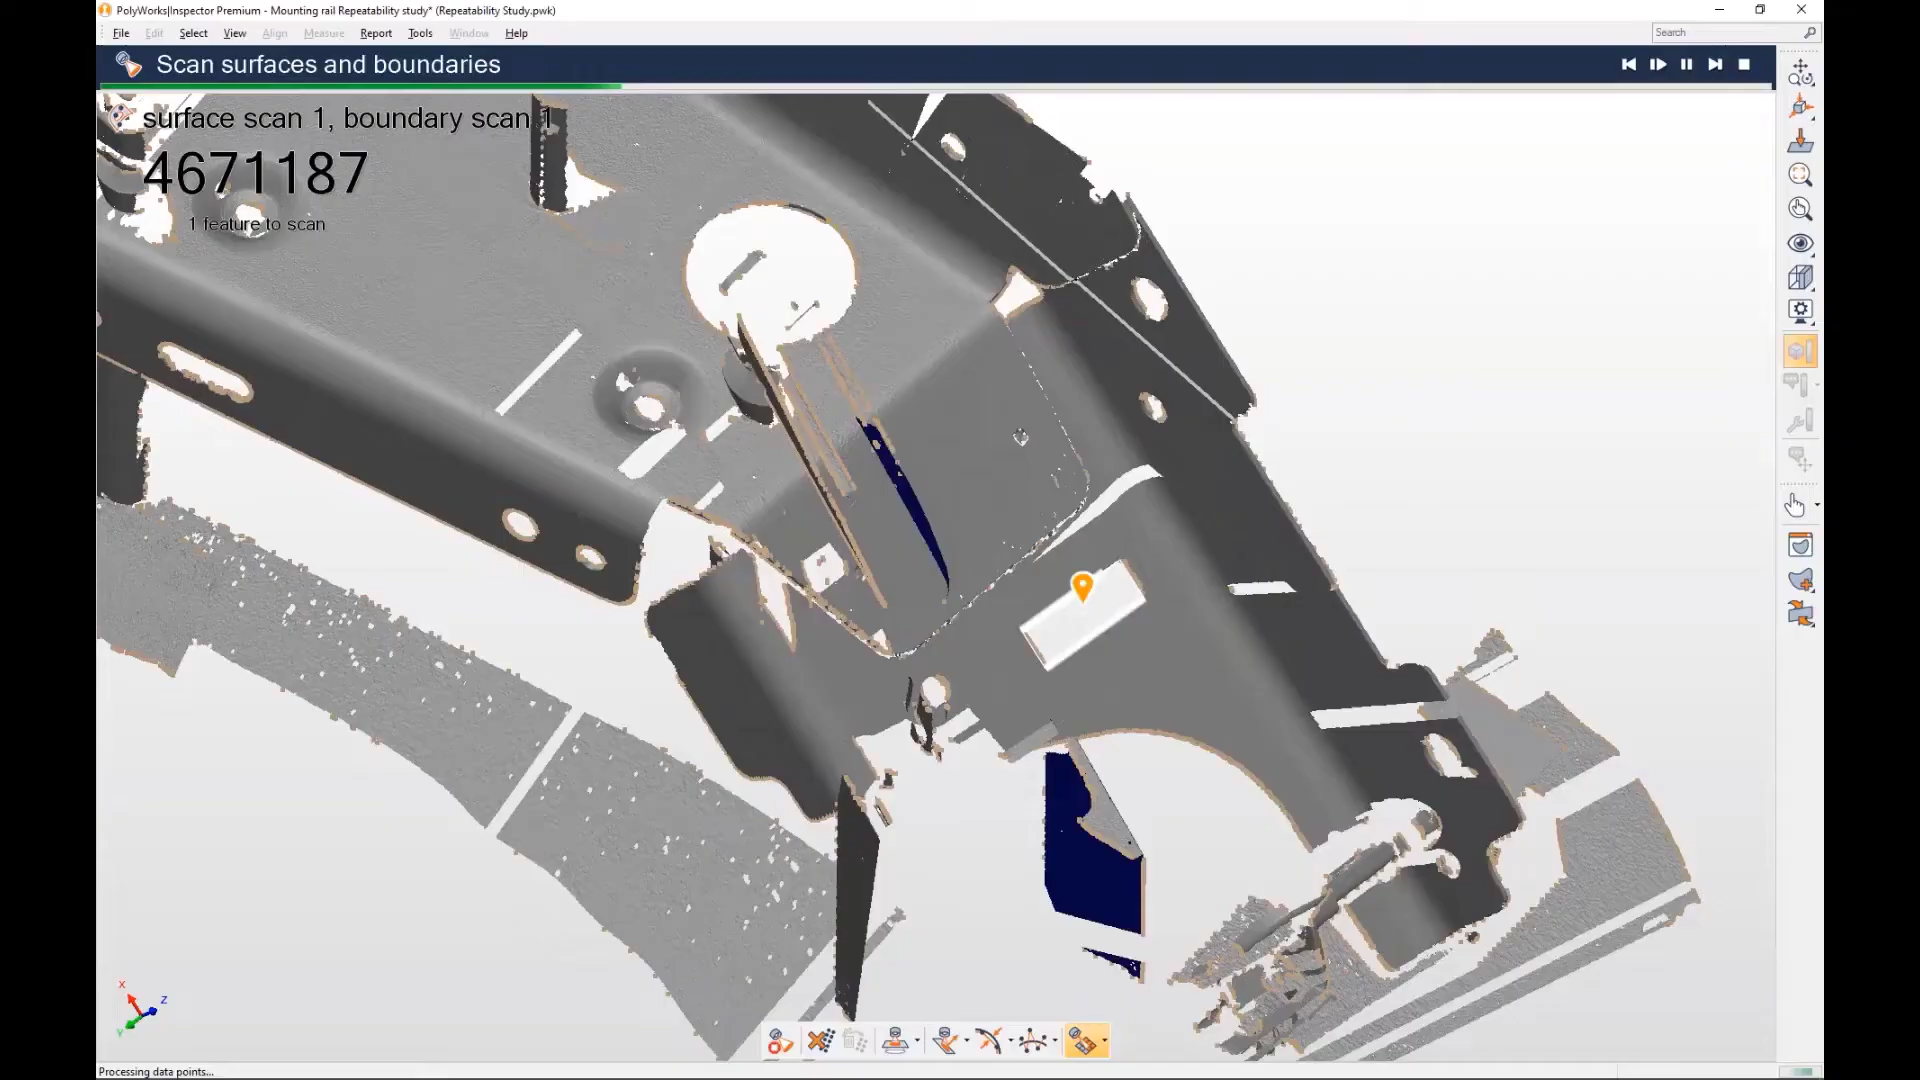 PolyWorks|Inspector Premium - Mounting rail Repeatability study* (Repeatability Study.pwk)
File Edit Select View Align Measure Report Tools Window Help
Search
Scan surfaces and boundaries
surface scan 1, boundary scan 1
4671187
1 feature to scan
X
Z
Y
Processing data points...